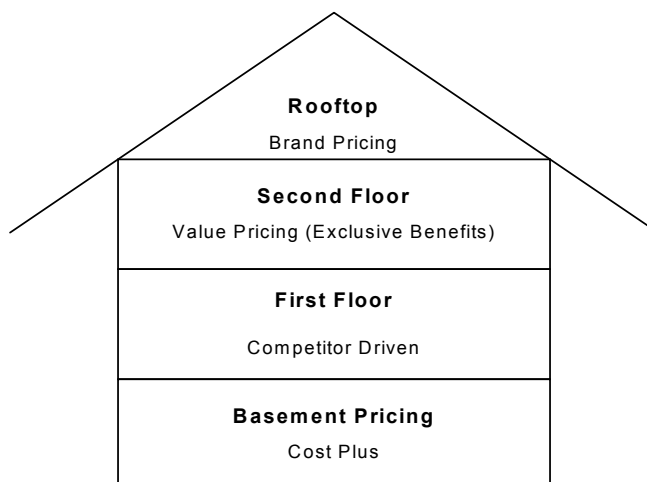 Rooftop
Brand Pricing
Second Floor
Value Pricing (Exclusive Benefits)
First Floor
Competitor Driven
Basement Pricing
Cost Plus